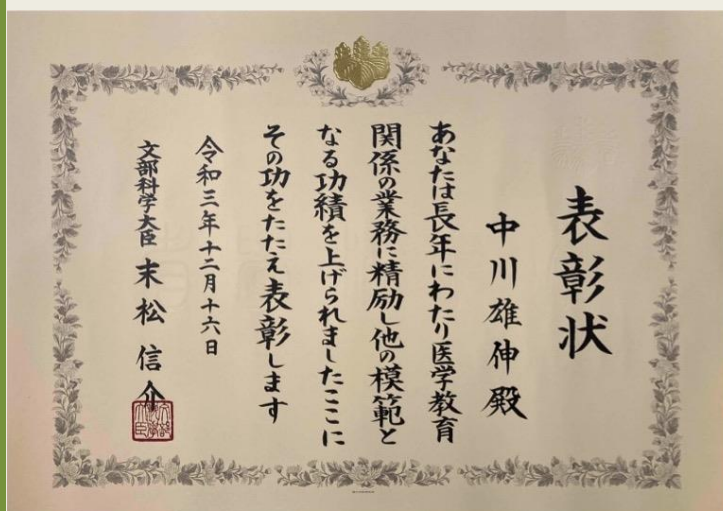 表彰状
中川雄伸殿
あなたは長年にわたり医学教育
関係の業務に精励し他の模範と
なる功績を上げられましたここに
その功をたたえ表彰します
令和三年十二月十六日
文部科学大臣 末松信介